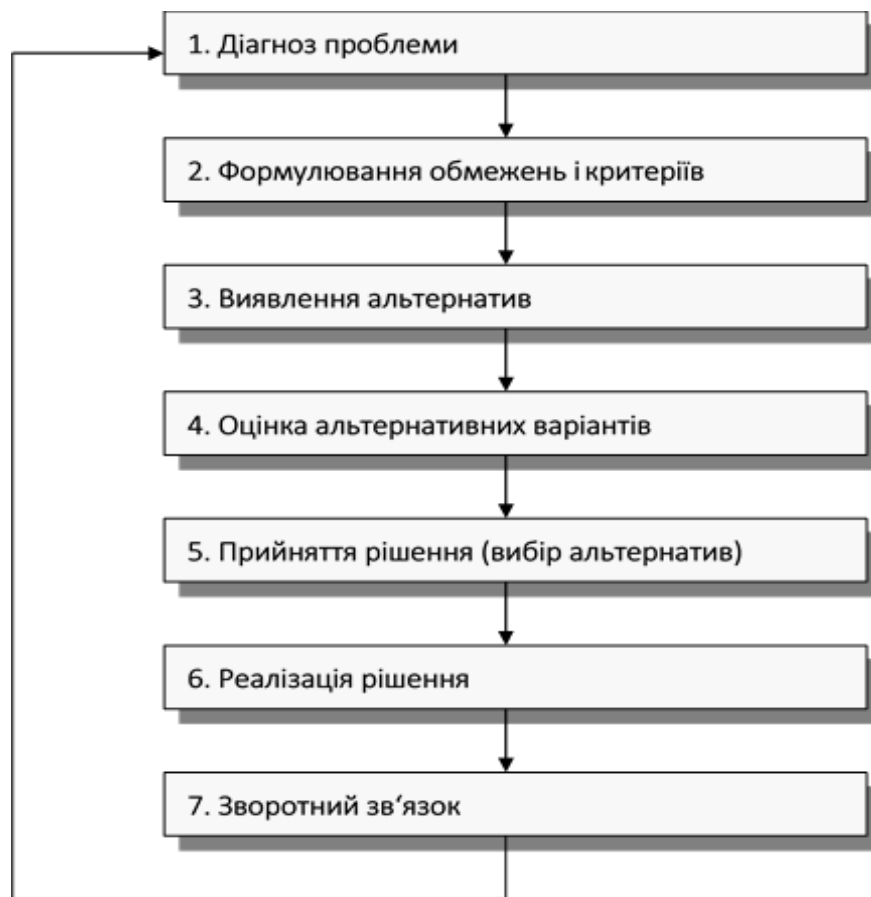 1. Діагноз проблеми
2. Формулювання обмежень і критеріїв
3. Виявлення альтернатив
4. Оцінка альтернативних варіантів
5. Прийняття рішення (вибір альтернатив)
6. Реалізація рішення
7. Зворотний зв‘язок